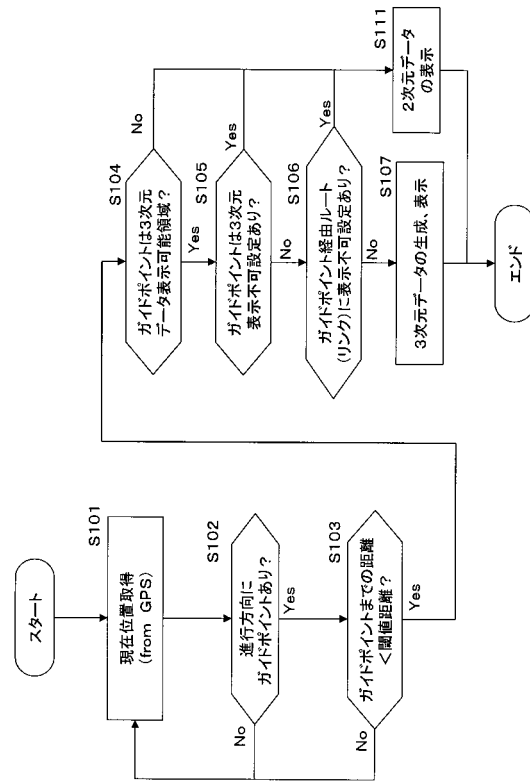 スタート
S101
現在位置取得
(from GPS)
S102
進行方向に
ガイドポイントあり?
No
Yes
S103
ガイドポイントまでの距離
<閾値距離?
No
Yes
S104
ガイドポイントは3次元
データ表示可能領域?
No
Yes
S105
ガイドポイントは3次元
表示不可設定あり?
Yes
No
S106
ガイドポイント経由ルート
(リンク)に表示不可設定あり?
Yes
No
S107
3次元データの生成、表示
S111
2次元データ
の表示
エンド